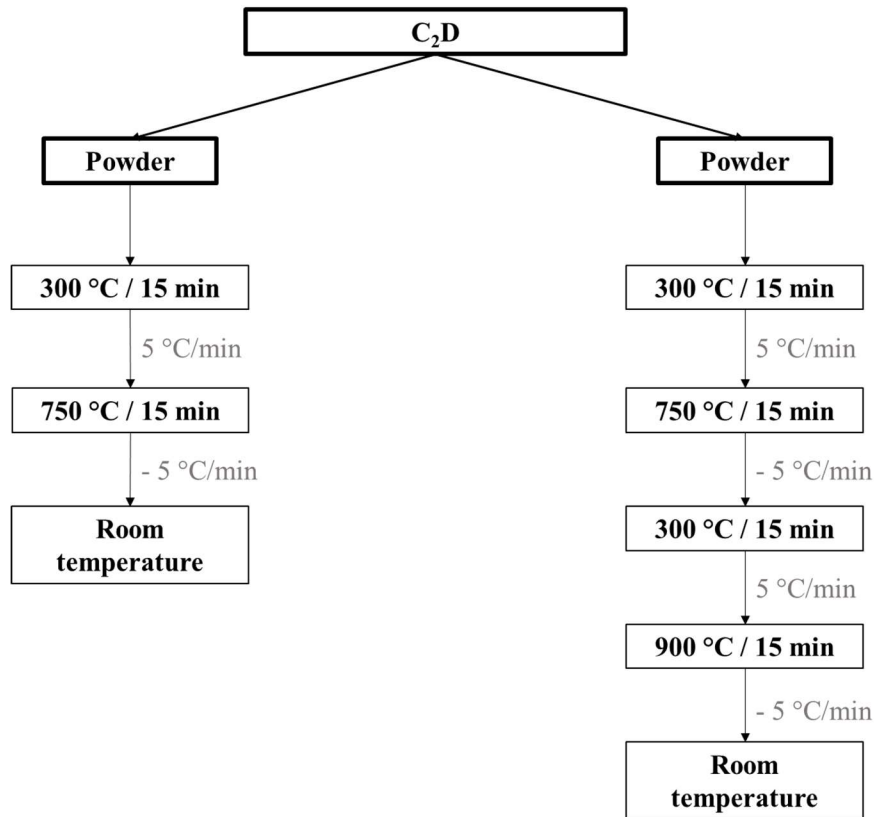 C₂D
Powder
300 °C / 15 min
5 °C/min
750 °C / 15 min
- 5 °C/min
Room
temperature
Powder
300 °C / 15 min
5 °C/min
750 °C / 15 min
- 5 °C/min
300 °C / 15 min
5 °C/min
900 °C / 15 min
- 5 °C/min
Room
temperature